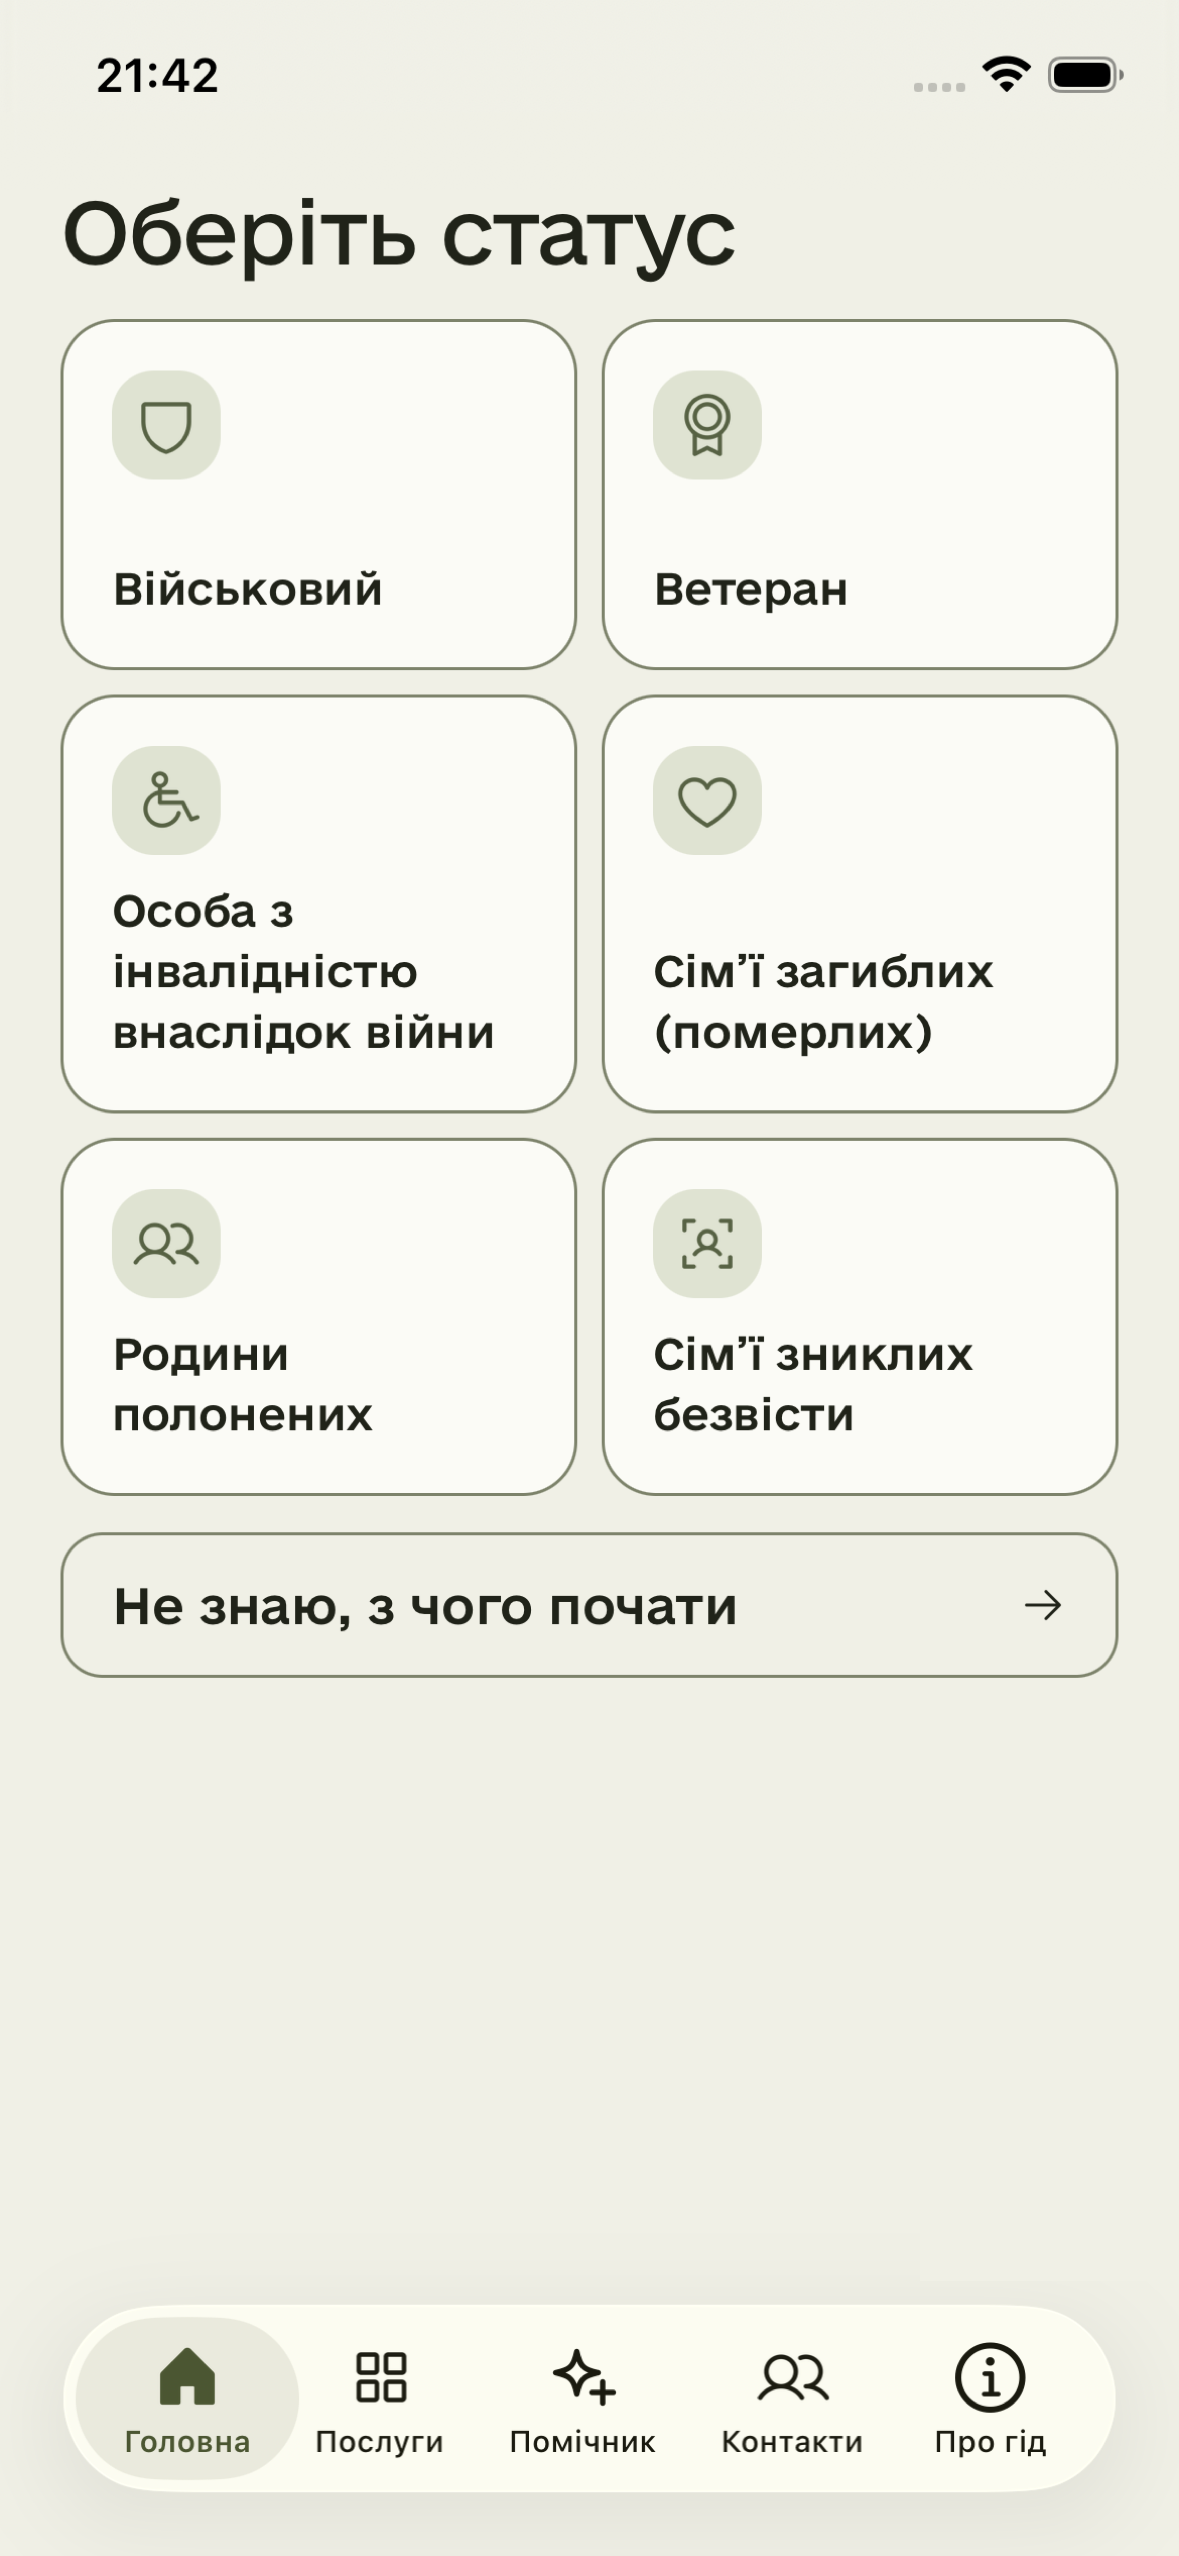 21:42
Оберіть статус
Військовий
Ветеран
Особа з
інвалідністю
внаслідок війни
Сім’ї загиблих
(померлих)
Родини
полонених
Сім’ї зниклих
безвісти
Не знаю, з чого почати
Головна
Послуги
Помічник
Контакти
Про гід